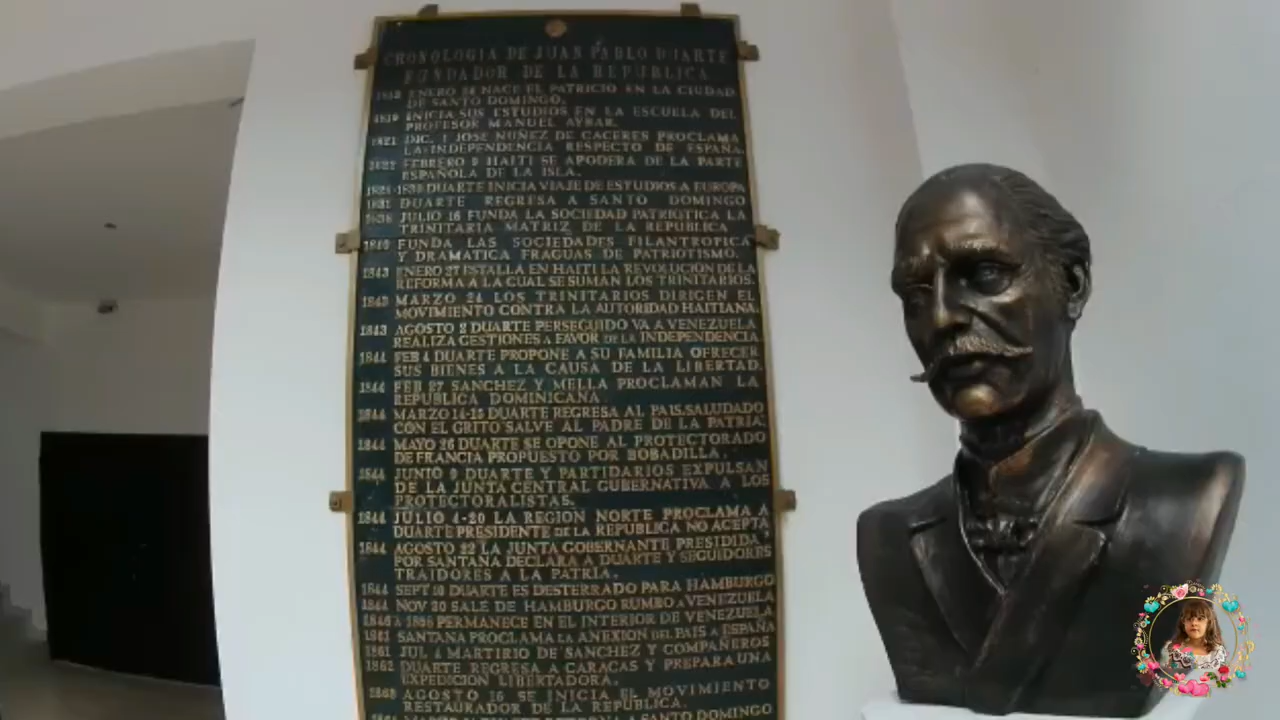 CRONOLOGIA DE JUAN PABLO DUARTE
FUNDADOR DE LA REPUBLICA
1813 ENERO 26 NACE EL PATRICIO EN LA CIUDAD
DE SANTO DOMINGO.
1819 INICIA SUS ESTUDIOS EN LA ESCUELA DEL
PROFESOR MANUEL AYBAR.
1821 DIC. 1 JOSE NUÑEZ DE CACERES PROCLAMA
LA INDEPENDENCIA RESPECTO DE ESPAÑA.
1822 FEBRERO 9 HAITI SE APODERA DE LA PARTE
ESPAÑOLA DE LA ISLA.
DUARTE INICIA VIAJE DE ESTUDIOS A EUROPA
1831 DUARTE REGRESA A SANTO DOMINGO
1838 JULIO 16 FUNDA LA SOCIEDAD PATRIOTICA LA
TRINITARIA MATRIZ DE LA REPUBLICA
1840 FUNDA LAS SOCIEDADES FILANTROPICA
Y DRAMATICA FRAGUAS DE PATRIOTISMO.
1843 ENERO 27 ESTALLA EN HAITI LA REVOLUCION DE LA
REFORMA A LA CUAL SE SUMAN LOS TRINITARIOS.
1843 MARZO 24 LOS TRINITARIOS DIRIGEN EL
MOVIMIENTO CONTRA LA AUTORIDAD HAITIANA.
1843 AGOSTO 2 DUARTE PERSEGUIDO VA A VENEZUELA
REALIZA GESTIONES A FAVOR DE LA INDEPENDENCIA
1844 FEB 4 DUARTE PROPONE A SU FAMILIA OFRECER
SUS BIENES A LA CAUSA DE LA LIBERTAD.
1844 FEB 27 SANCHEZ Y MELLA PROCLAMAN LA
REPUBLICA DOMINICANA.
1844 MARZO 14-15 DUARTE REGRESA AL PAIS.SALUDADO
CON EL GRITO SALVE AL PADRE DE LA PATRIA.
1844 MAYO 26 DUARTE SE OPONE AL PROTECTORADO
DE FRANCIA PROPUESTO POR BOBADILLA.
1844 JUNIO 9 DUARTE Y PARTIDARIOS EXPULSAN
DE LA JUNTA CENTRAL GUBERNATIVA A LOS
PROTECTORALISTAS.
1844 JULIO 4-20 LA REGION NORTE PROCLAMA A
DUARTE PRESIDENTE DE LA REPUBLICA NO ACEPTA
1844 AGOSTO 22 LA JUNTA GOBERNANTE PRESIDIDA
POR SANTANA DECLARA A DUARTE Y SEGUIDORES
TRAIDORES A LA PATRIA.
1844 SEPT 10 DUARTE ES DESTERRADO PARA HAMBURGO
1844 NOV 30 SALE DE HAMBURGO RUMBO A VENEZUELA
PERMANECE EN EL INTERIOR DE VENEZUELA
1861 SANTANA PROCLAMA LA ANEXION DEL PAIS A ESPAÑA
1861 JUL 4 MARTIRIO DE SANCHEZ Y COMPAÑEROS
1862 DUARTE REGRESA A CARACAS Y PREPARA UNA
EXPEDICION LIBERTADORA.
1863 AGOSTO 16 SE INICIA EL MOVIMIENTO
RESTAURADOR DE LA REPUBLICA.
A SANTO DOMINGO